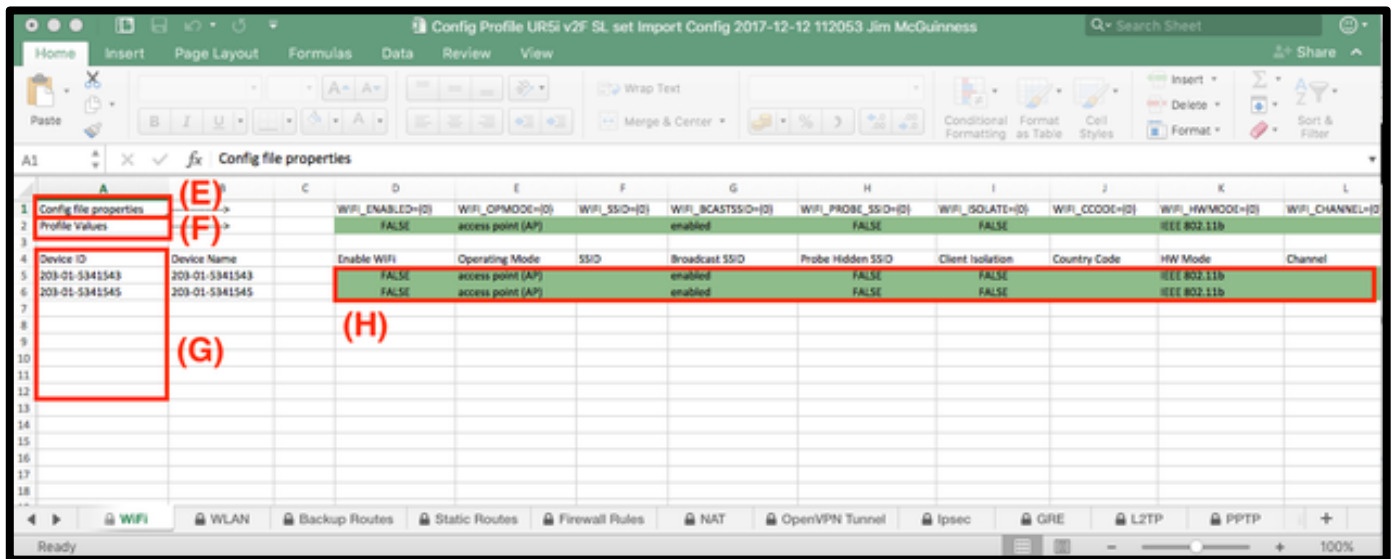 Config Profile UR5i v2F SL set Import Config 2017-12-12 112053 Jim McGuinness
Search Sheet
Home Insert Page Layout Formulas Data Review View
Share
Paste
B I U
A A
Wrap Text
Merge & Center
%
Conditional Formatting
Format as Table
Cell Styles
Insert
Delete
Format
Sort & Filter
A1 fx Config file properties
A (E) C D E F G H I J K L
1 Config file properties -> WIFI_ENABLED={0} WIFI_OPMODE={0} WIFI_SSID={0} WIFI_BCASTSSID={0} WIFI_PROBE_SSID={0} WIFI_ISOLATE={0} WIFI_CCODE={0} WIFI_HWMODE={0} WIFI_CHANNEL={0
2 Profile Values (F) -> FALSE access point (AP) enabled FALSE FALSE IEEE 802.11b
3
4 Device ID Device Name Enable WiFi Operating Mode SSID Broadcast SSID Probe Hidden SSID Client Isolation Country Code HW Mode Channel
5 203-01-5341543 203-01-5341543 FALSE access point (AP) enabled FALSE FALSE IEEE 802.11b
6 203-01-5341545 203-01-5341545 FALSE access point (AP) enabled FALSE FALSE IEEE 802.11b
7
8 (H)
9 (G)
10
11
12
13
14
15
16
17
18
WiFi WLAN Backup Routes Static Routes Firewall Rules NAT OpenVPN Tunnel Ipsec GRE L2TP PPTP +
Ready 100%